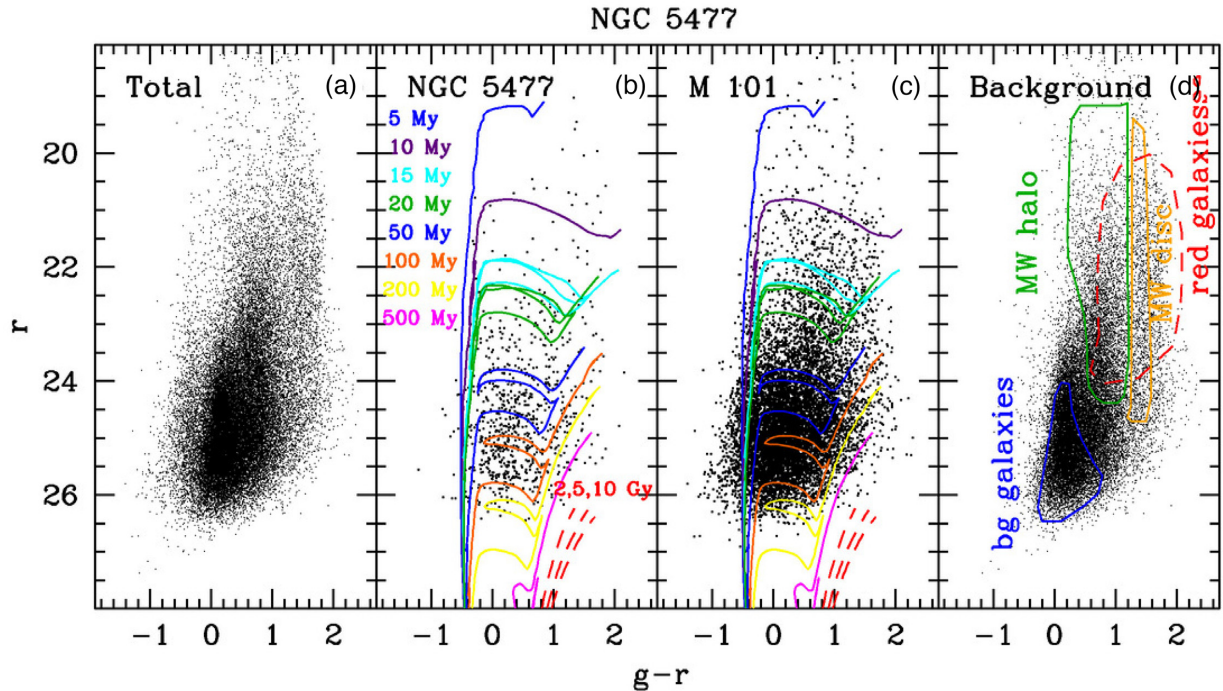 NGC 5477
Total (a)
NGC 5477 (b)
M 101 (c)
Background (d)
5 My
10 My
15 My
20 My
50 My
100 My
200 My
500 My
2,5,10 Gy
MW halo
MW disc
red galaxiess
bg galaxies
r
20
22
24
26
−1 0 1 2
−1 0 1 2
−1 0 1 2
−1 0 1 2
g−r